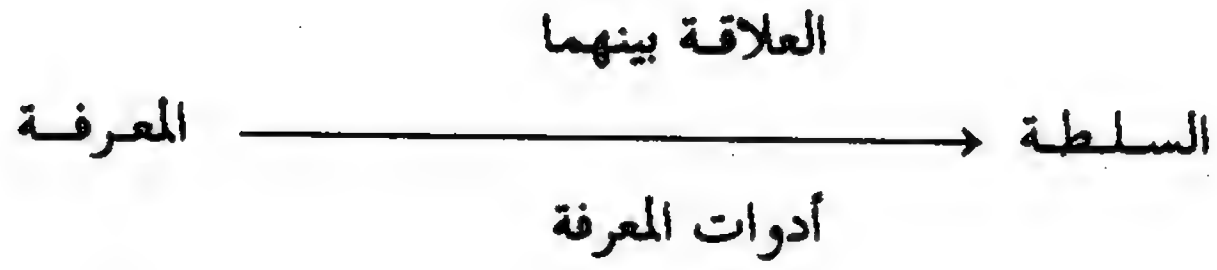 العلاقة بينهما
السلطة ← المعرفة
أدوات المعرفة